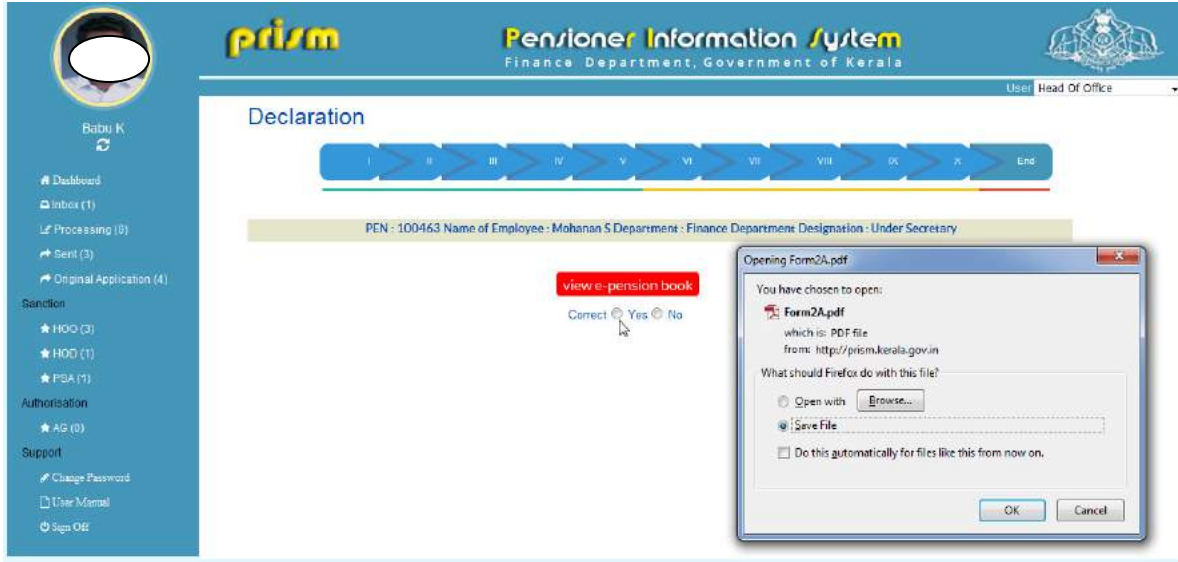 prism
Pensioner Information System
Finance Department, Government of Kerala
User Head Of Office
Babu K
Dashboard
Inbox (1)
Processing (0)
Sent (3)
Original Application (4)
Sanction
HOO (3)
HOD (1)
PSA (1)
Authorisation
AG (0)
Support
Change Password
User Manual
Sign Off
Declaration
I II III IV V VI VII VIII IX X End
PEN : 100463 Name of Employee : Mohanan S Department : Finance Department Designation : Under Secretary
view e-pension book
Correct Yes No
Opening Form2A.pdf
You have chosen to open:
Form2A.pdf
which is: PDF file
from: http://prism.kerala.gov.in
What should Firefox do with this file?
Open with Browse...
Save File
Do this automatically for files like this from now on.
OK Cancel